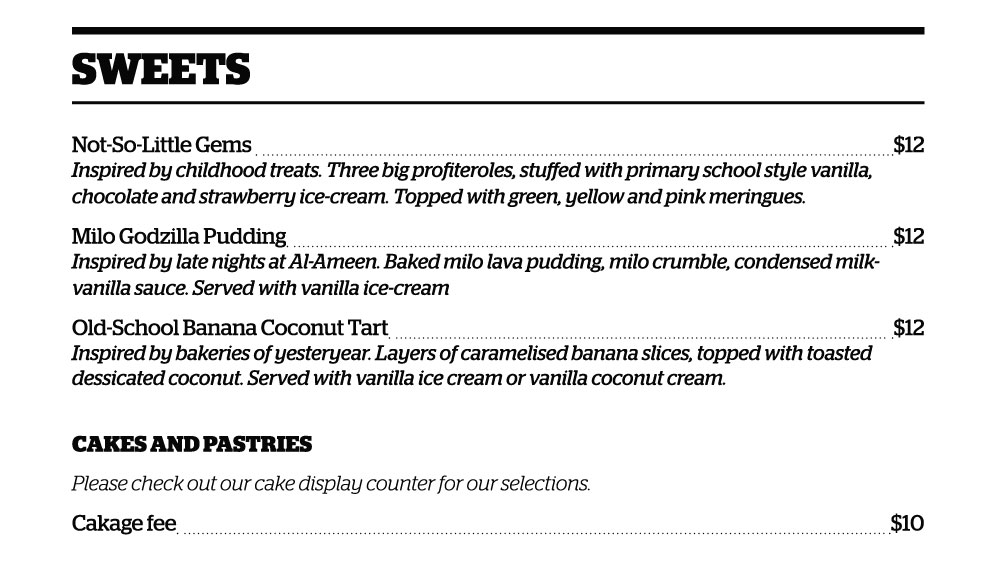 SWEETS
Not-So-Little Gems $12
Inspired by childhood treats. Three big profiteroles, stuffed with primary school style vanilla,
chocolate and strawberry ice-cream. Topped with green, yellow and pink meringues.
Milo Godzilla Pudding $12
Inspired by late nights at Al-Ameen. Baked milo lava pudding, milo crumble, condensed milk-
vanilla sauce. Served with vanilla ice-cream
Old-School Banana Coconut Tart $12
Inspired by bakeries of yesteryear. Layers of caramelised banana slices, topped with toasted
dessicated coconut. Served with vanilla ice cream or vanilla coconut cream.
CAKES AND PASTRIES
Please check out our cake display counter for our selections.
Cakage fee $10